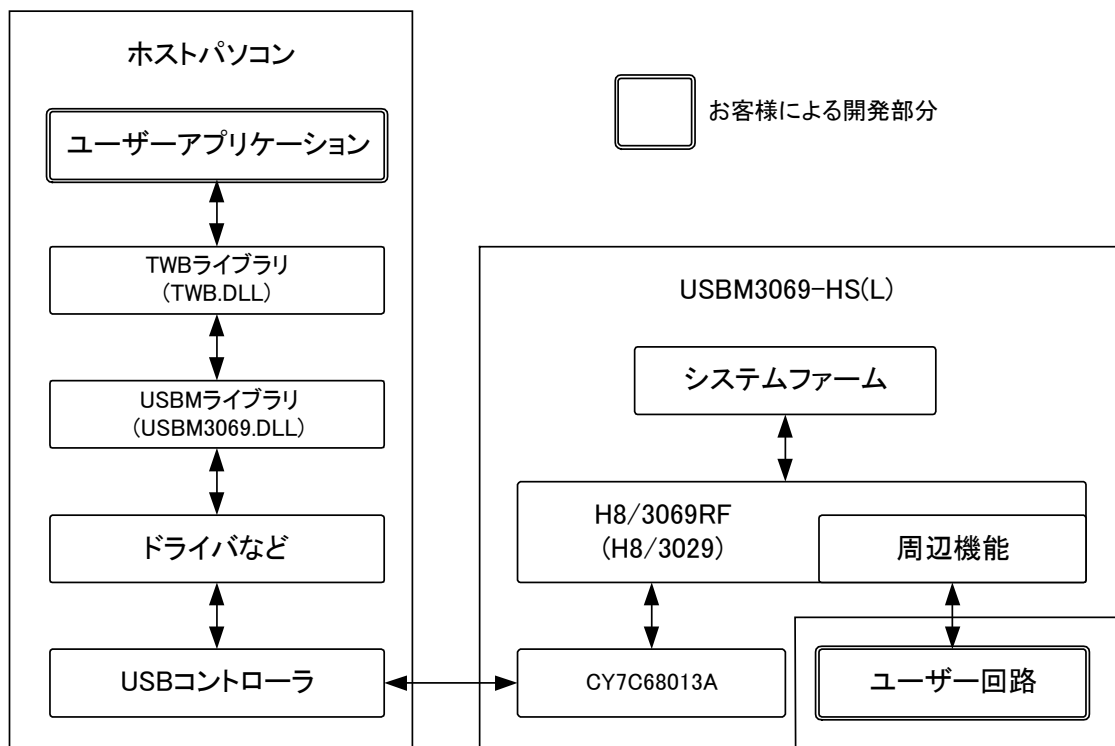 ホストパソコン
ユーザーアプリケーション
TWBライブラリ
(TWB.DLL)
USBMライブラリ
(USBM3069.DLL)
ドライバなど
USBコントローラ
お客様による開発部分
USBM3069-HS(L)
システムファーム
H8/3069RF
(H8/3029)
周辺機能
CY7C68013A
ユーザー回路